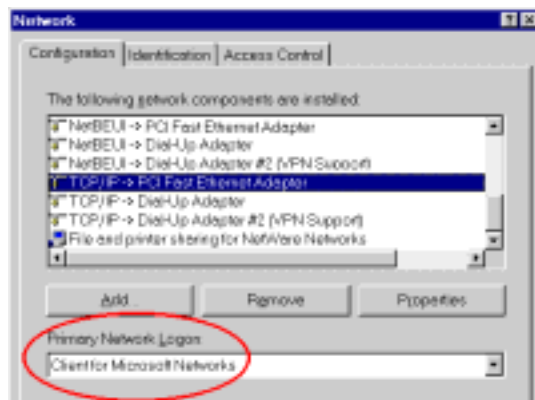 Network
Configuration Identification Access Control
The following network components are installed:
NetBEUI -> PCI Fast Ethernet Adapter
NetBEUI -> Dial-Up Adapter
NetBEUI -> Dial-Up Adapter #2 (VPN Support)
TCP/IP -> PCI Fast Ethernet Adapter
TCP/IP -> Dial-Up Adapter
TCP/IP -> Dial-Up Adapter #2 (VPN Support)
File and printer sharing for NetWare Networks
Add... Remove Properties
Primary Network Logon:
Client for Microsoft Networks